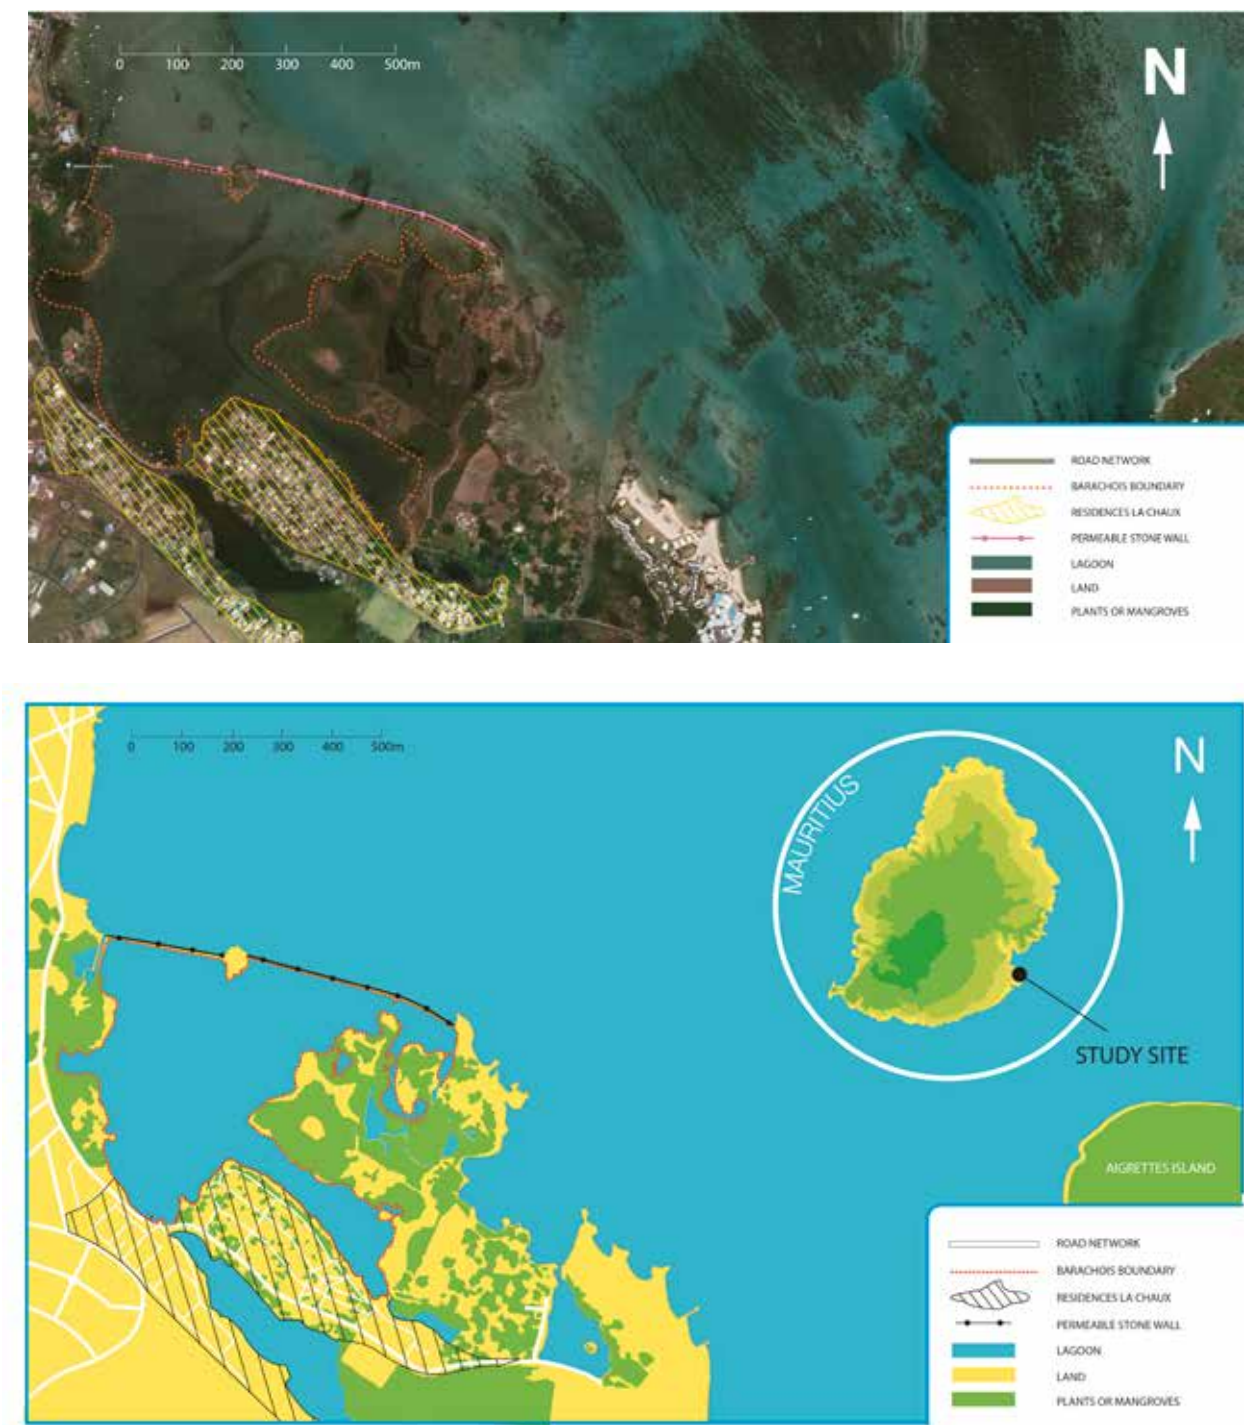 0 100 200 300 400 500m
N
ROAD NETWORK
BARACHOIS BOUNDARY
RESIDENCES LA CHAUX
PERMEABLE STONE WALL
LAGOON
LAND
PLANTS OR MANGROVES
0 100 200 300 400 500m
MAURITIUS
N
STUDY SITE
AIGRETTES ISLAND
ROAD NETWORK
BARACHOIS BOUNDARY
RESIDENCES LA CHAUX
PERMEABLE STONE WALL
LAGOON
LAND
PLANTS OR MANGROVES